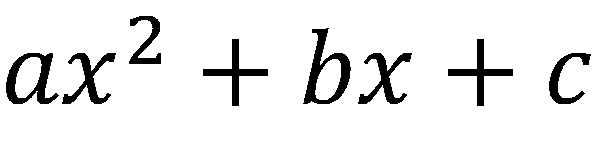 ax² + bx + c